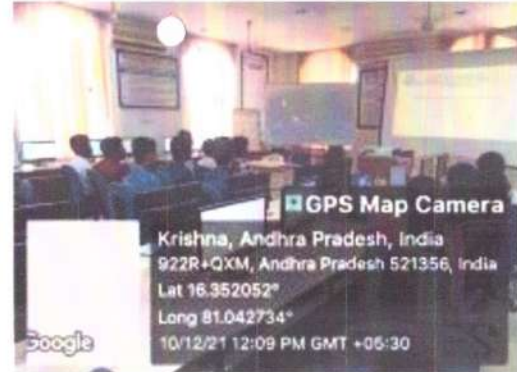 GPS Map Camera
Krishna, Andhra Pradesh, India
922R+QXM, Andhra Pradesh 521356, India
Lat 16.352052°
Long 81.042734°
10/12/21 12:09 PM GMT +05:30
Google